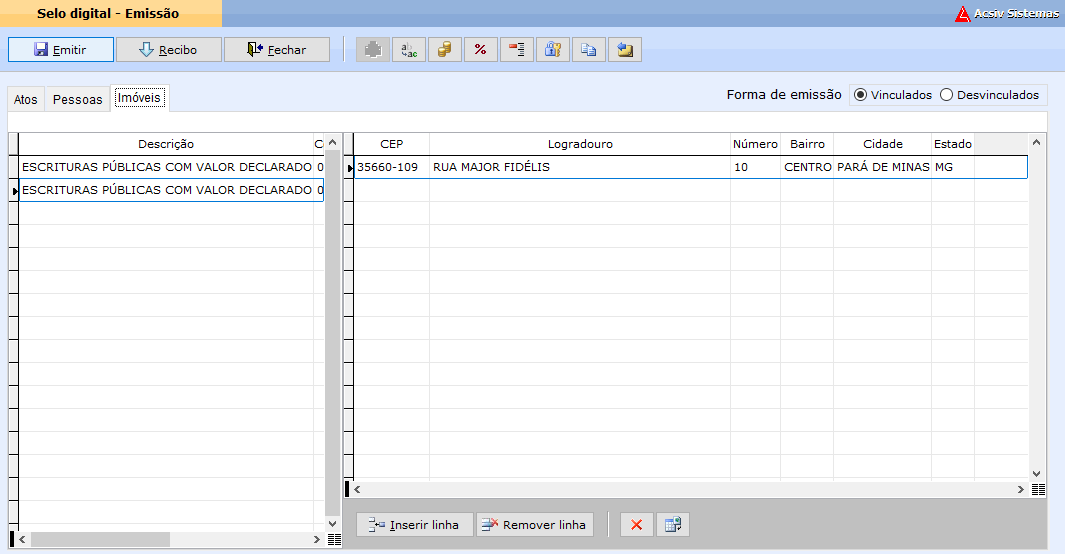 Selo digital - Emissão
Acsiv Sistemas
Emitir Recibo Fechar
Atos Pessoas Imóveis
Forma de emissão Vinculados Desvinculados
Descrição C
ESCRITURAS PÚBLICAS COM VALOR DECLARADO 0
ESCRITURAS PÚBLICAS COM VALOR DECLARADO 0
CEP Logradouro Número Bairro Cidade Estado
35660-109 RUA MAJOR FIDÉLIS 10 CENTRO PARÁ DE MINAS MG
Inserir linha Remover linha